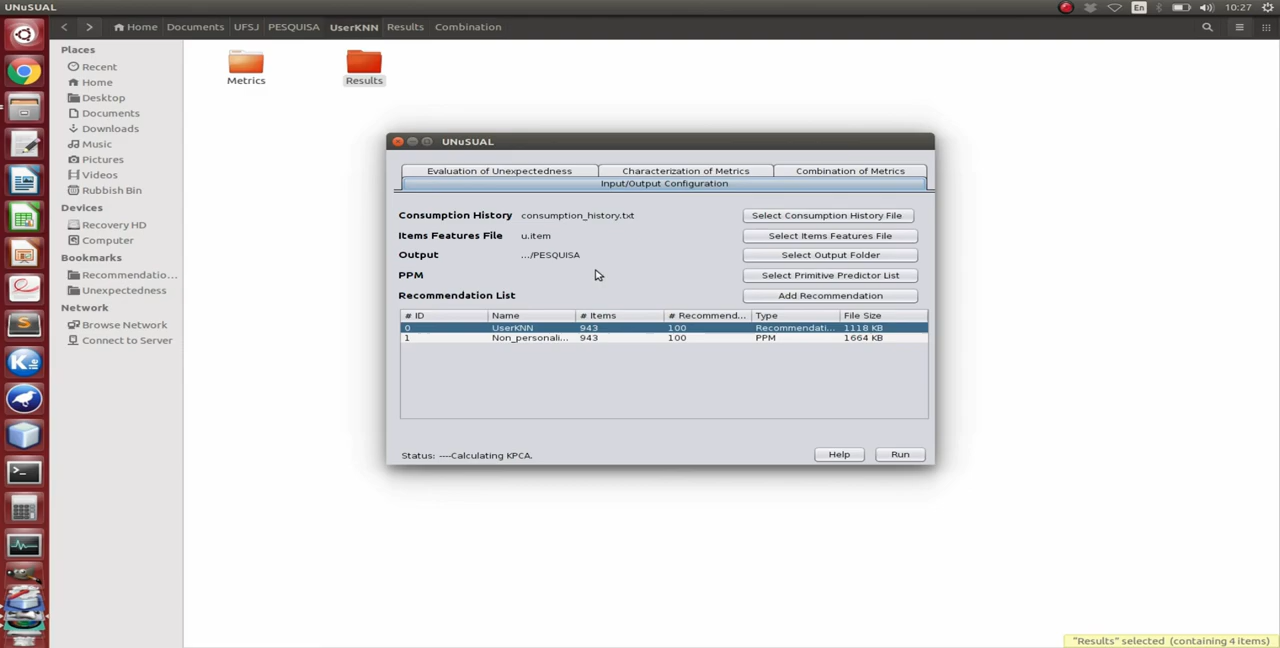 UNuSUAL
En
10:27
Home Documents UFSJ PESQUISA UserKNN Results Combination
Places
Recent
Home
Desktop
Documents
Downloads
Music
Pictures
Videos
Rubbish Bin
Devices
Recovery HD
Computer
Bookmarks
Recommendatio...
Unexpectedness
Network
Browse Network
Connect to Server
Metrics
Results
UNuSUAL
Evaluation of Unexpectedness Characterization of Metrics Combination of Metrics
Input/Output Configuration
Consumption History consumption_history.txt Select Consumption History File
Items Features File u.item Select Items Features File
Output .../PESQUISA Select Output Folder
PPM Select Primitive Predictor List
Recommendation List Add Recommendation
# ID Name # Items # Recommend... Type File Size
0 UserKNN 943 100 Recommendati... 1118 KB
1 Non_personali... 943 100 PPM 1664 KB
Status: ----Calculating KPCA. Help Run
"Results" selected (containing 4 items)